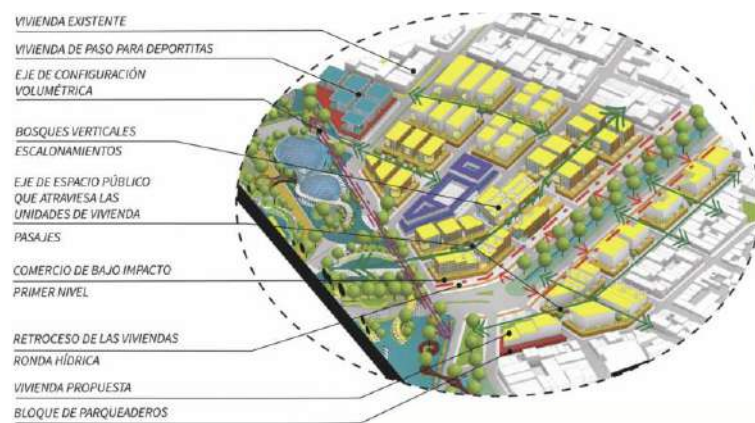 VIVIENDA EXISTENTE
VIVIENDA DE PASO PARA DEPORTITAS
EJE DE CONFIGURACIÓN
VOLUMÉTRICA
BOSQUES VERTICALES
ESCALONAMIENTOS
EJE DE ESPACIO PÚBLICO
QUE ATRAVIESA LAS
UNIDADES DE VIVIENDA
PASAJES
COMERCIO DE BAJO IMPACTO
PRIMER NIVEL
RETROCESO DE LAS VIVIENDAS
RONDA HÍDRICA
VIVIENDA PROPUESTA
BLOQUE DE PARQUEADEROS